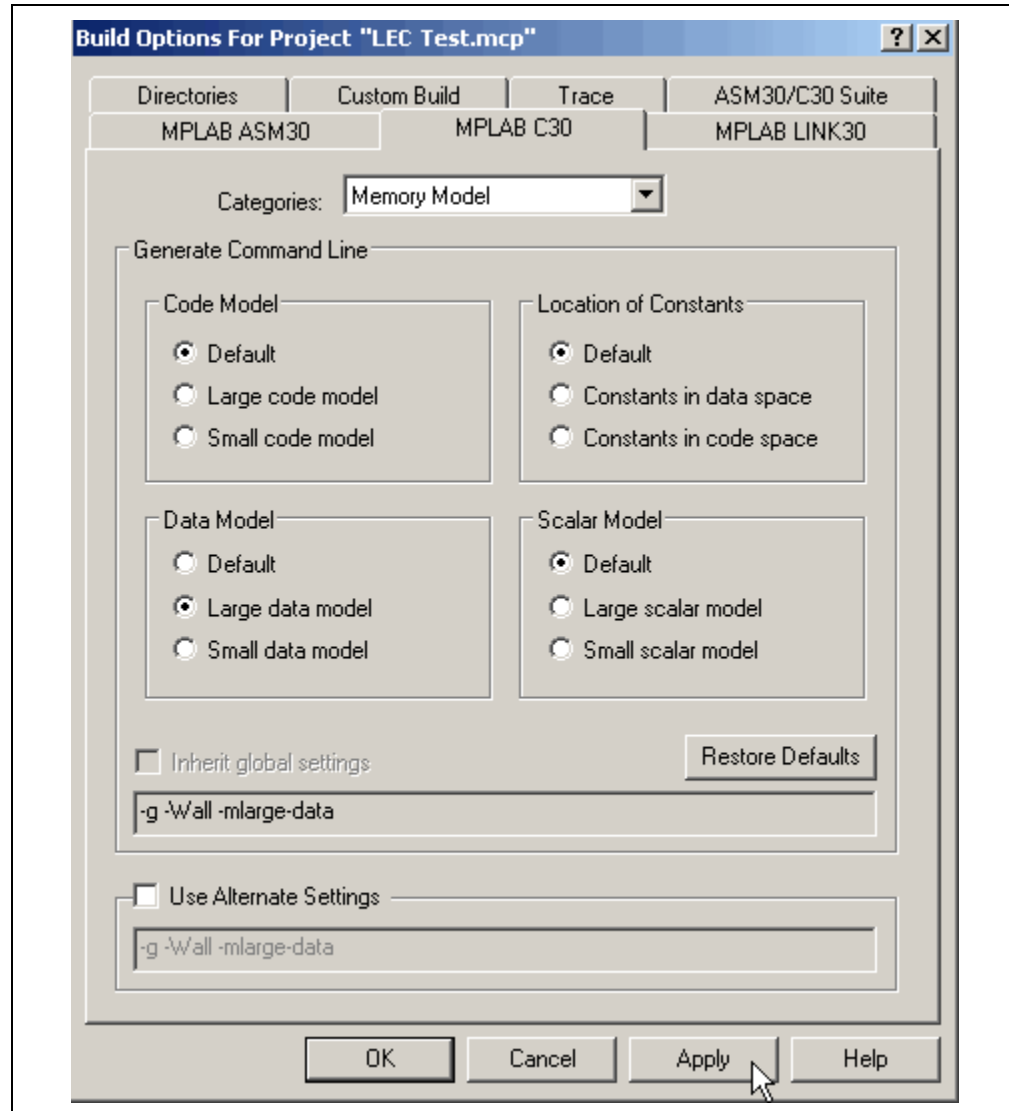 Build Options For Project "LEC Test.mcp"
Directories Custom Build Trace ASM30/C30 Suite
MPLAB ASM30 MPLAB C30 MPLAB LINK30
Categories: Memory Model
Generate Command Line
Code Model
Default
Large code model
Small code model
Location of Constants
Default
Constants in data space
Constants in code space
Data Model
Default
Large data model
Small data model
Scalar Model
Default
Large scalar model
Small scalar model
Inherit global settings
Restore Defaults
-g -Wall -mlarge-data
Use Alternate Settings
-g -Wall -mlarge-data
OK Cancel Apply Help